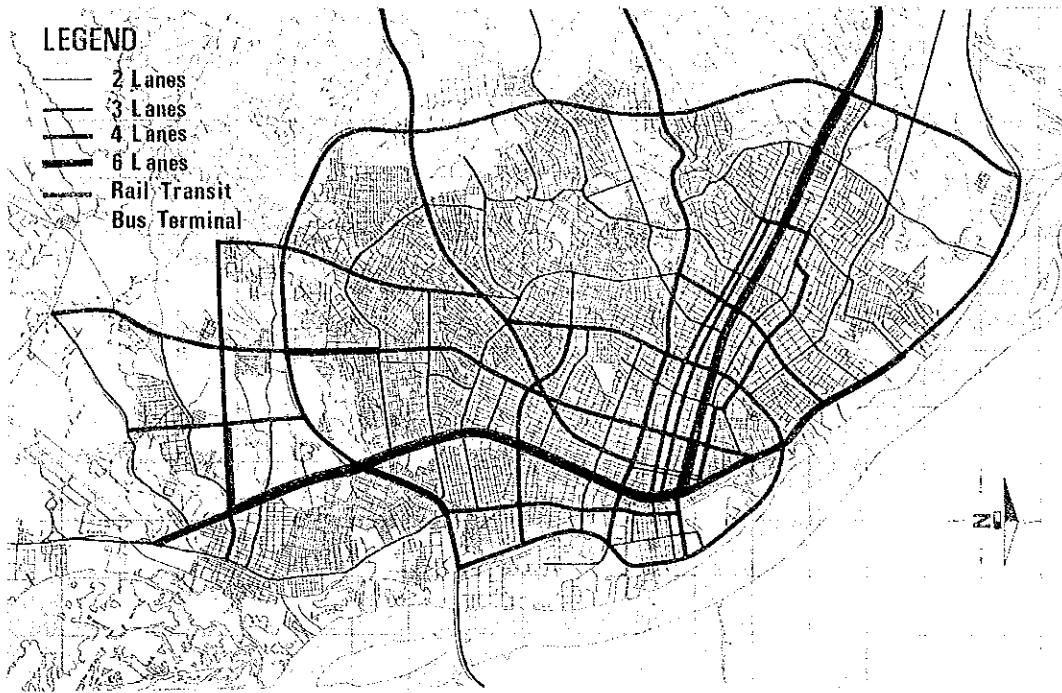 LEGEND
2 Lanes
3 Lanes
4 Lanes
6 Lanes
Rail Transit
Bus Terminal
N